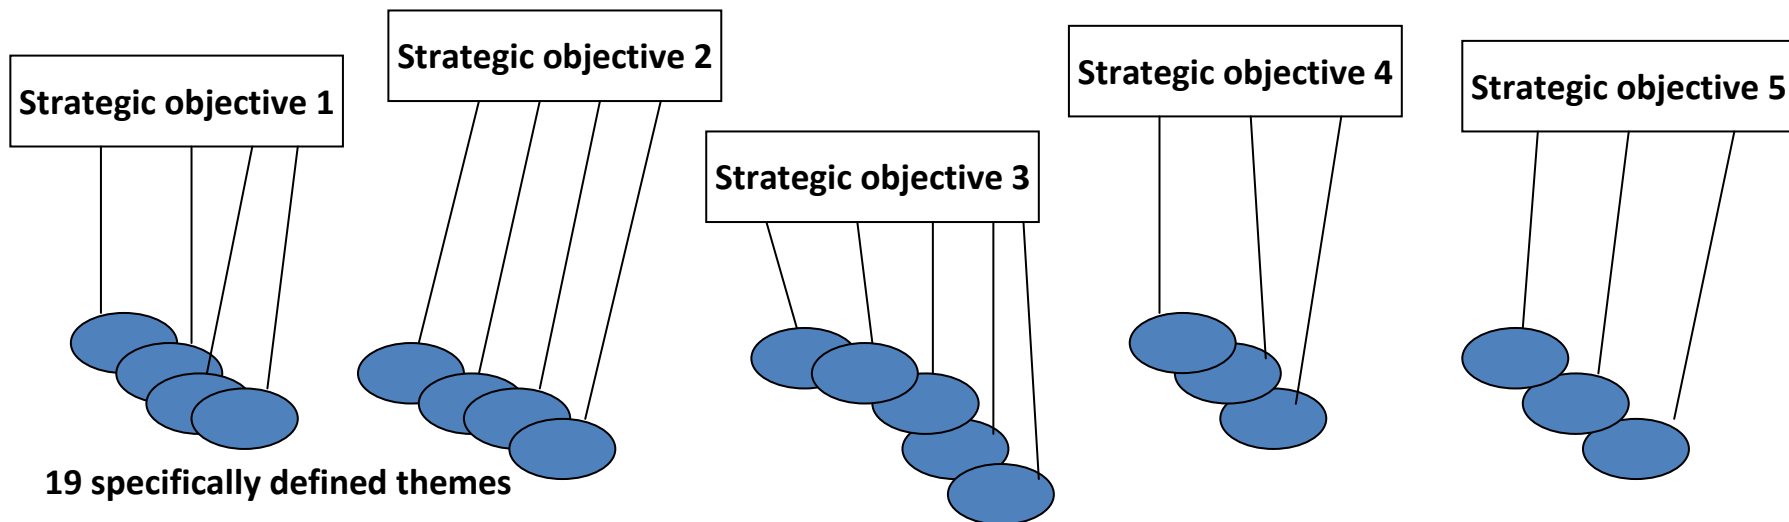 Strategic objective 1
Strategic objective 2
Strategic objective 3
Strategic objective 4
Strategic objective 5
19 specifically defined themes